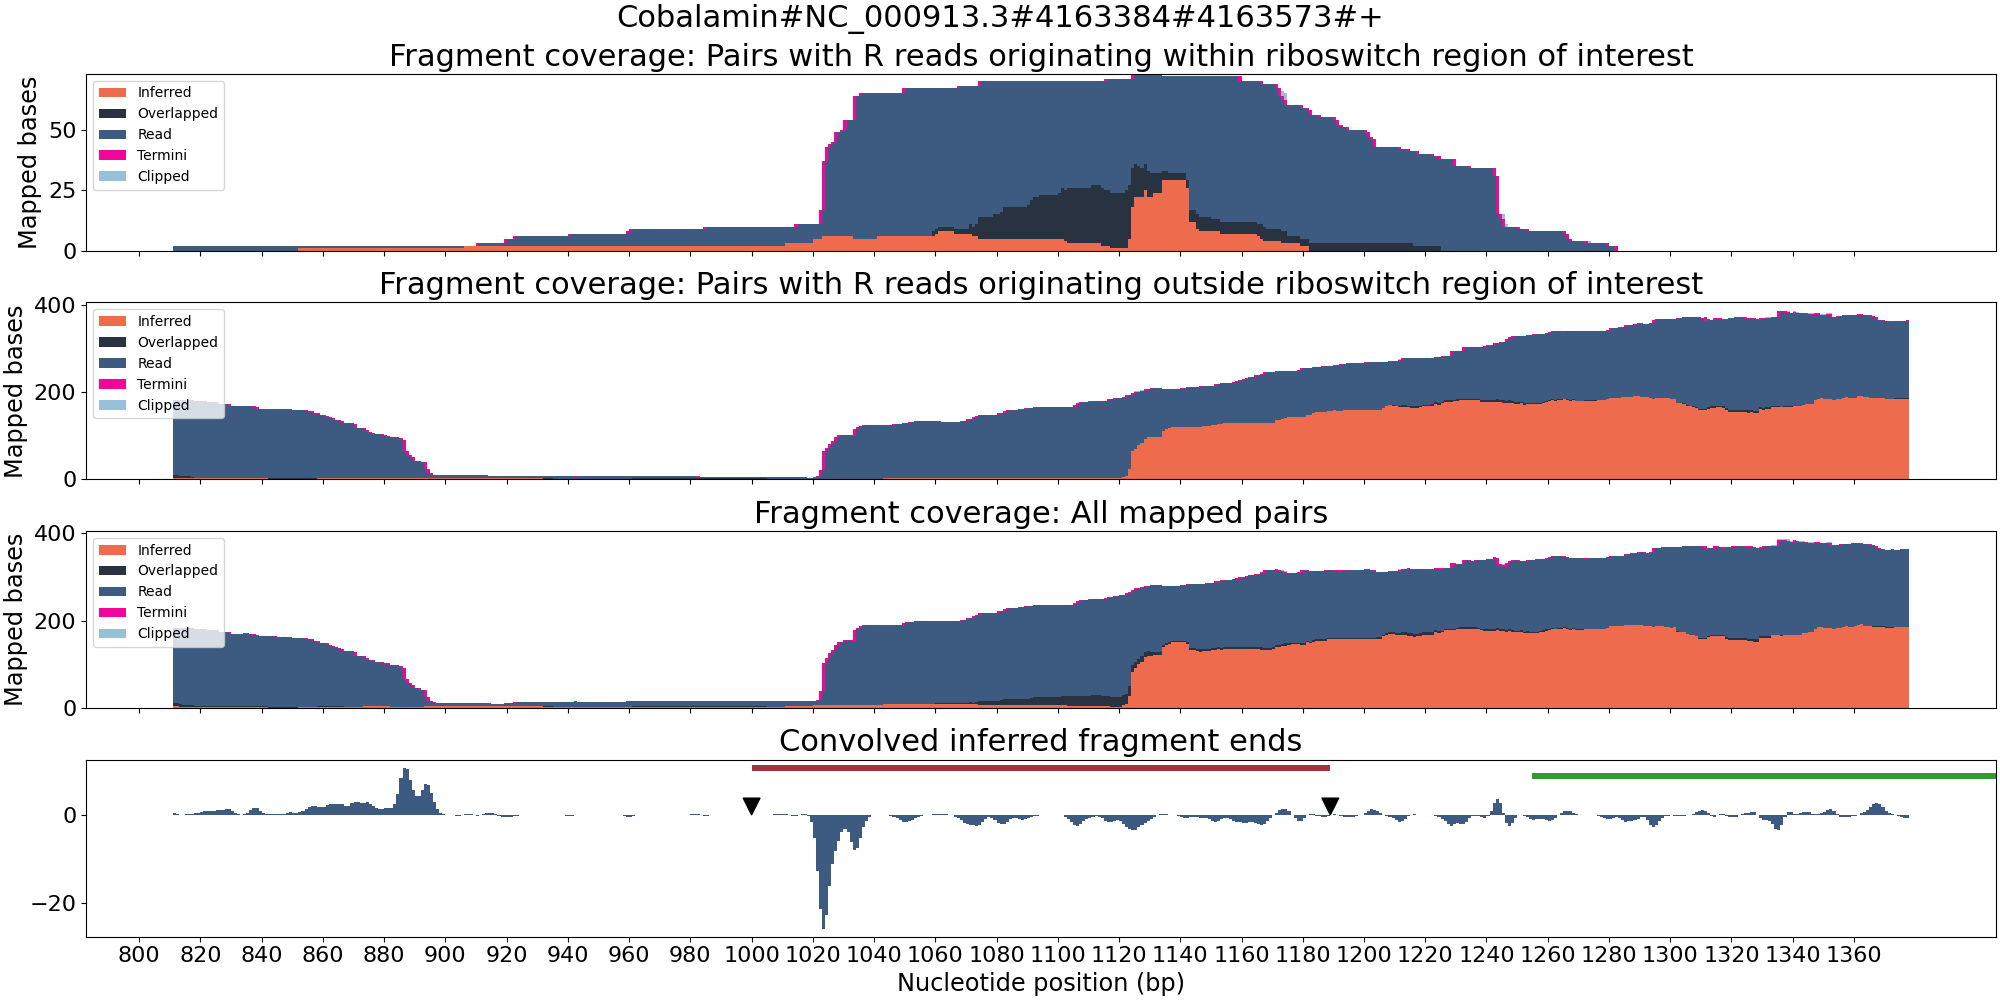 Cobalamin#NC_000913.3#4163384#4163573#+
Fragment coverage: Pairs with R reads originating within riboswitch region of interest
Mapped bases
50
25
0
Inferred
Overlapped
Read
Termini
Clipped
Fragment coverage: Pairs with R reads originating outside riboswitch region of interest
Mapped bases
400
200
0
Inferred
Overlapped
Read
Termini
Clipped
Fragment coverage: All mapped pairs
Mapped bases
400
200
0
Inferred
Overlapped
Read
Termini
Clipped
Convolved inferred fragment ends
0
−20
800 820 840 860 880 900 920 940 960 980 1000 1020 1040 1060 1080 1100 1120 1140 1160 1180 1200 1220 1240 1260 1280 1300 1320 1340 1360
Nucleotide position (bp)